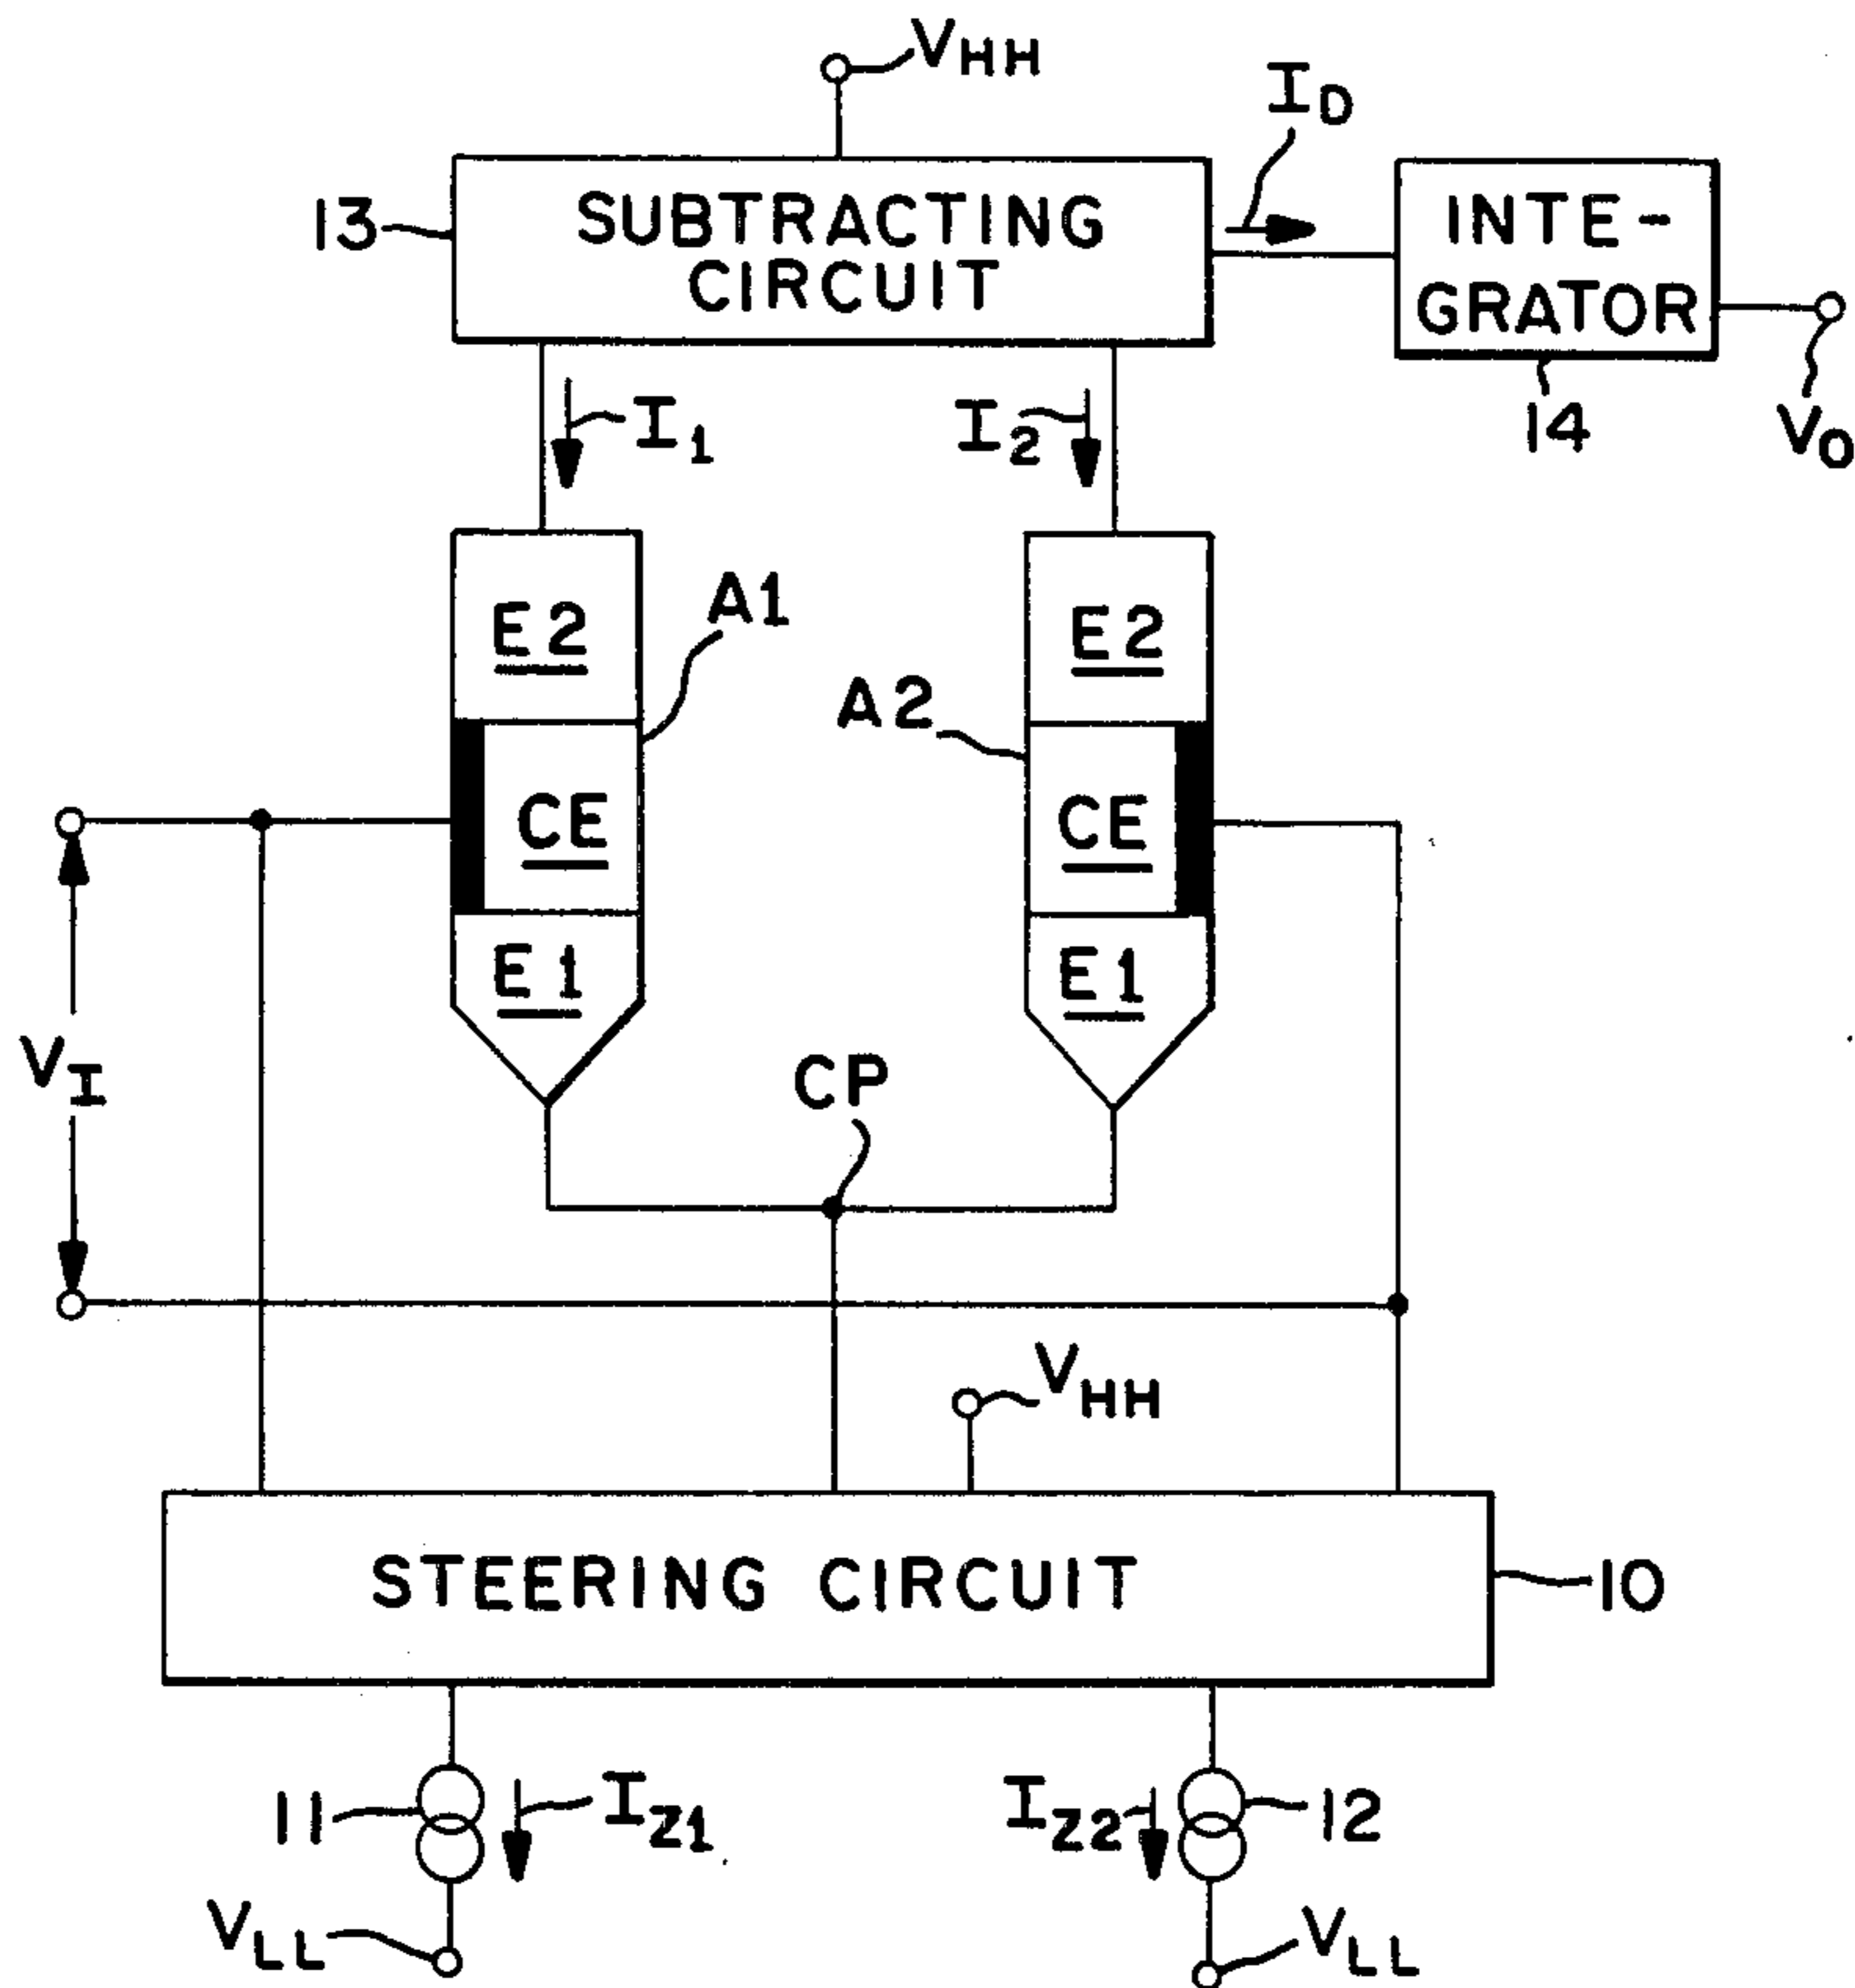 VHH
ID
13
SUBTRACTING
CIRCUIT
INTE-
GRATOR
14
VO
I1
I2
E2
A1
E2
A2
CE
CE
E1
E1
VI
CP
VHH
STEERING CIRCUIT
10
11
IZ1
IZ2
12
VLL
VLL